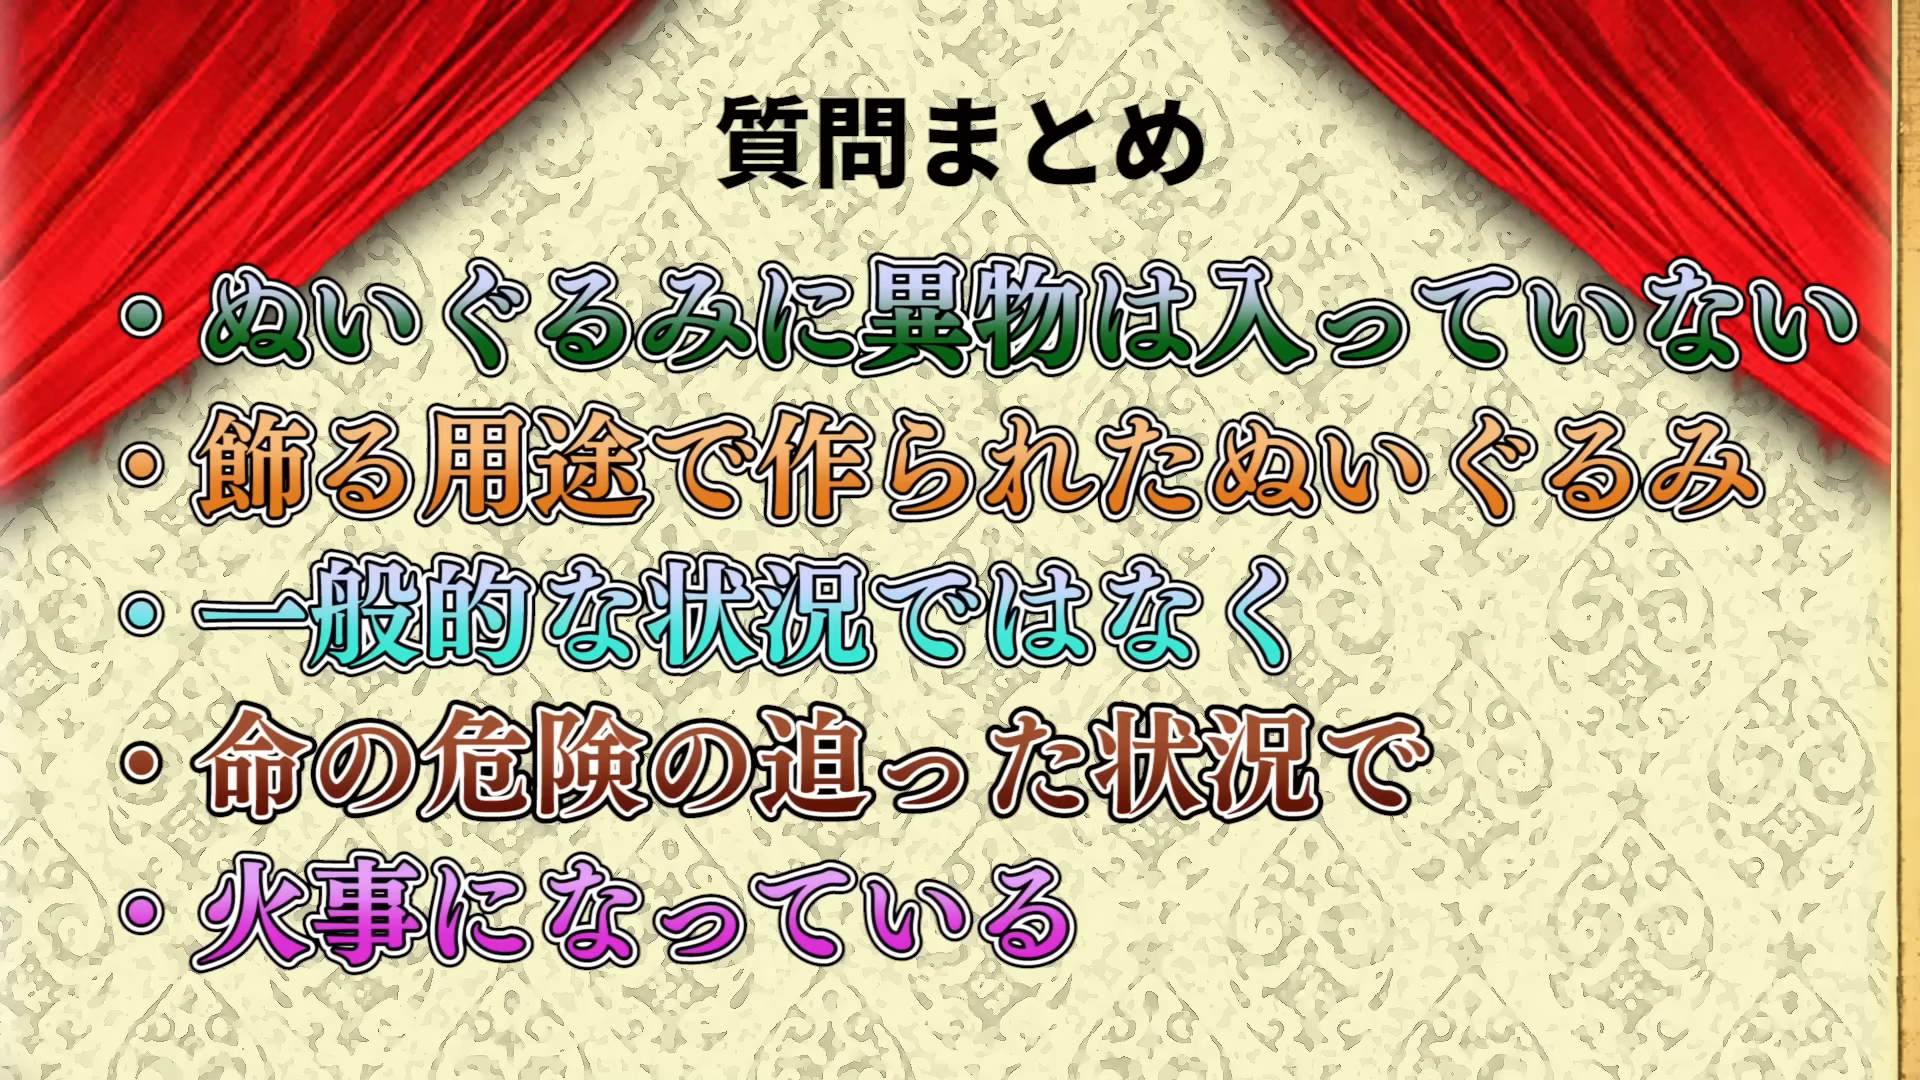 質問まとめ
・ぬいぐるみに異物は入っていない
・飾る用途で作られたぬいぐるみ
・一般的な状況ではなく
・命の危険の迫った状況で
・火事になっている